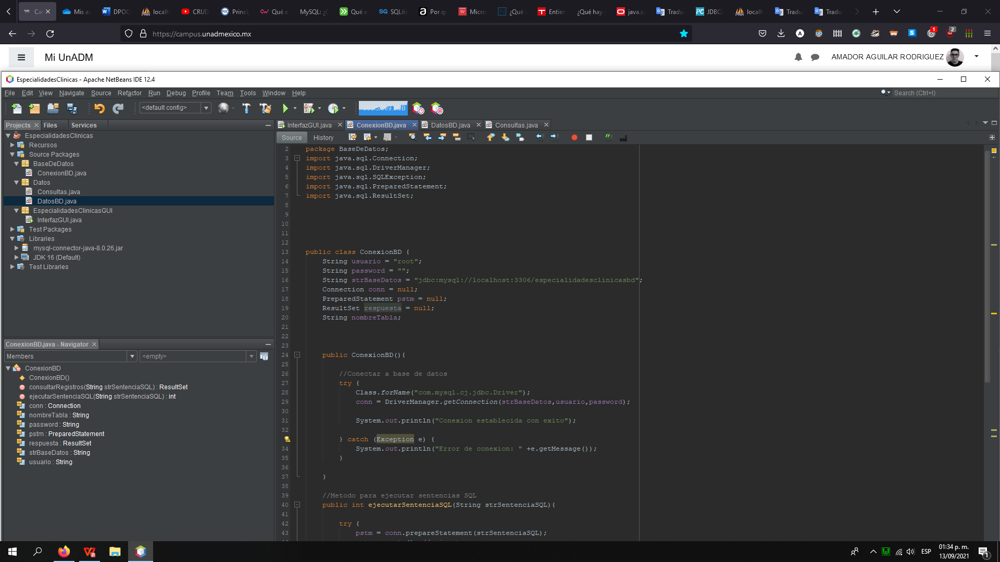 Ca
Mis ar
DPOO
localh
CRUD
Princi
Qué e
MySQL: ¿
Qué e
SQLite
Por qu
Micro
¿Qué
Entien
¿Qué hay
java.sc
Tradu
JDBC:
localh
Tradu
Tradu
https://campus.unadmexico.mx
1
2
Mi UnADM
AMADOR AGUILAR RODRIGUEZ
EspecialidadesClinicas - Apache NetBeans IDE 12.4
File Edit View Navigate Source Refactor Run Debug Profile Team Tools Window Help
Search (Ctrl+I)
<default config>
Projects Files Services
InterfazGUI.java ConexionBD.java DatosBD.java Consultas.java
Source History
EspecialidadesClinicas
Recursos
Source Packages
BaseDeDatos
ConexionBD.java
Datos
Consultas.java
DatosBD.java
EspecialidadesClinicasGUI
InterfazGUI.java
Test Packages
Libraries
mysql-connector-java-8.0.26.jar
JDK 16 (Default)
Test Libraries
ConexionBD.java - Navigator
Members <empty>
ConexionBD
ConexionBD()
consultarRegistros(String strSentenciaSQL) : ResultSet
ejecutarSentenciaSQL(String strSentenciaSQL) : int
conn : Connection
nombreTabla : String
password : String
pstm : PreparedStatement
respuesta : ResultSet
strBaseDatos : String
usuario : String
2 package BaseDeDatos;
3 import java.sql.Connection;
4 import java.sql.DriverManager;
5 import java.sql.SQLException;
6 import java.sql.PreparedStatement;
7 import java.sql.ResultSet;
8
9
10
11
12
13 public class ConexionBD {
14 String usuario = "root";
15 String password = "";
16 String strBaseDatos = "jdbc:mysql://localhost:3306/especialidadesclinicasbd";
17 Connection conn = null;
18 PreparedStatement pstm = null;
19 ResultSet respuesta = null;
20 String nombreTabla;
21
22
23
24 public ConexionBD(){
25
26 //Conectar a base de datos
27 try {
28 Class.forName("com.mysql.cj.jdbc.Driver");
29 conn = DriverManager.getConnection(strBaseDatos,usuario,password);
30
31 System.out.println("Conexion establecida con exito");
32
} catch (Exception e) {
34 System.out.println("Error de conexion: " +e.getMessage());
35 }
36
37 }
38
39 //Metodo para ejecutar sentencias SQL
40 public int ejecutarSentenciaSQL(String strSentenciaSQL){
41
42 try {
43 pstm = conn.prepareStatement(strSentenciaSQL);
ESP
01:34 p. m.
13/09/2021
1